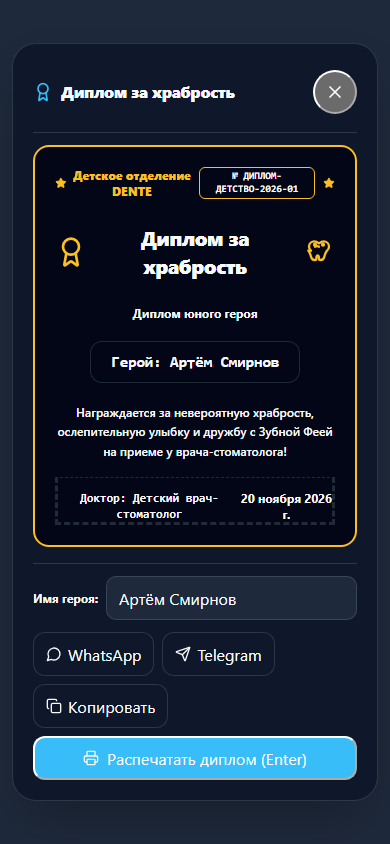 Диплом за храбрость
Детское отделение
DENTE
№ ДИПЛОМ-
ДЕТСТВО-2026-01
Диплом за
храбрость
Диплом юного героя
Герой: Артём Смирнов
Награждается за невероятную храбрость,
ослепительную улыбку и дружбу с Зубной Феей
на приеме у врача-стоматолога!
Доктор: Детский врач-
стоматолог
20 ноября 2026
г.
Имя героя:
Артём Смирнов
WhatsApp
Telegram
Копировать
Распечатать диплом (Enter)